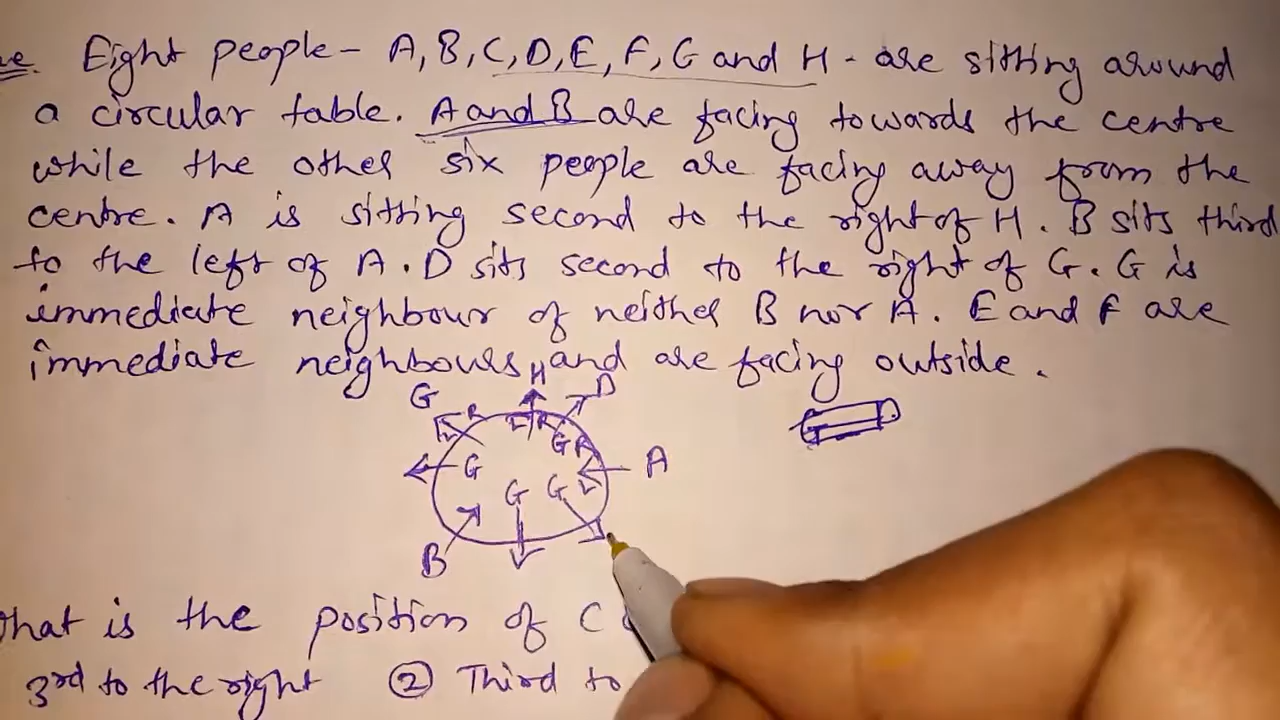 Eight people - A, B, C, D, E, F, G and H - are sitting around
a circular table. A and B are facing towards the centre
while the other six people are facing away from the
centre. A is sitting second to the right of H. B sits third
to the left of A. D sits second to the right of G. G is
immediate neighbour of neither B nor A. E and F are
immediate neighbours and are facing outside.
H
G D
R L R
L G R
G A
G G L
B
is the position of C
3rd to the right ② Third to